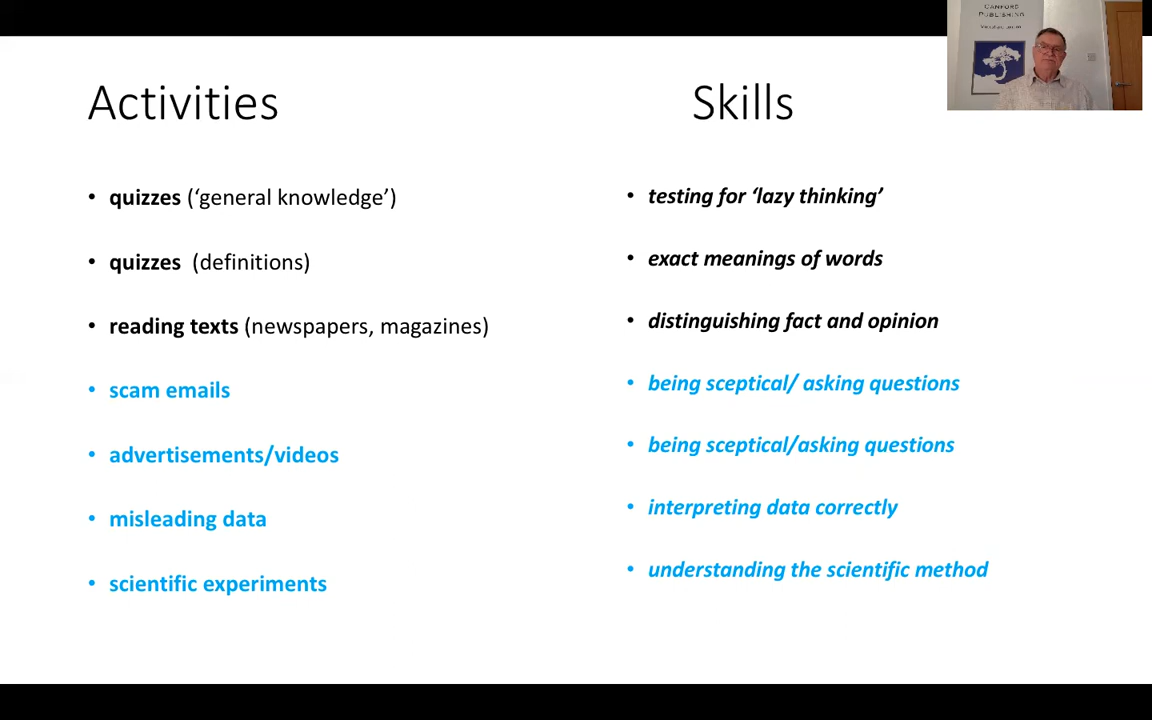 CANFORD
PUBLISHING
Activities
Skills
• quizzes (‘general knowledge’)
• quizzes (definitions)
• reading texts (newspapers, magazines)
• scam emails
• advertisements/videos
• misleading data
• scientific experiments
• testing for ‘lazy thinking’
• exact meanings of words
• distinguishing fact and opinion
• being sceptical/ asking questions
• being sceptical/asking questions
• interpreting data correctly
• understanding the scientific method